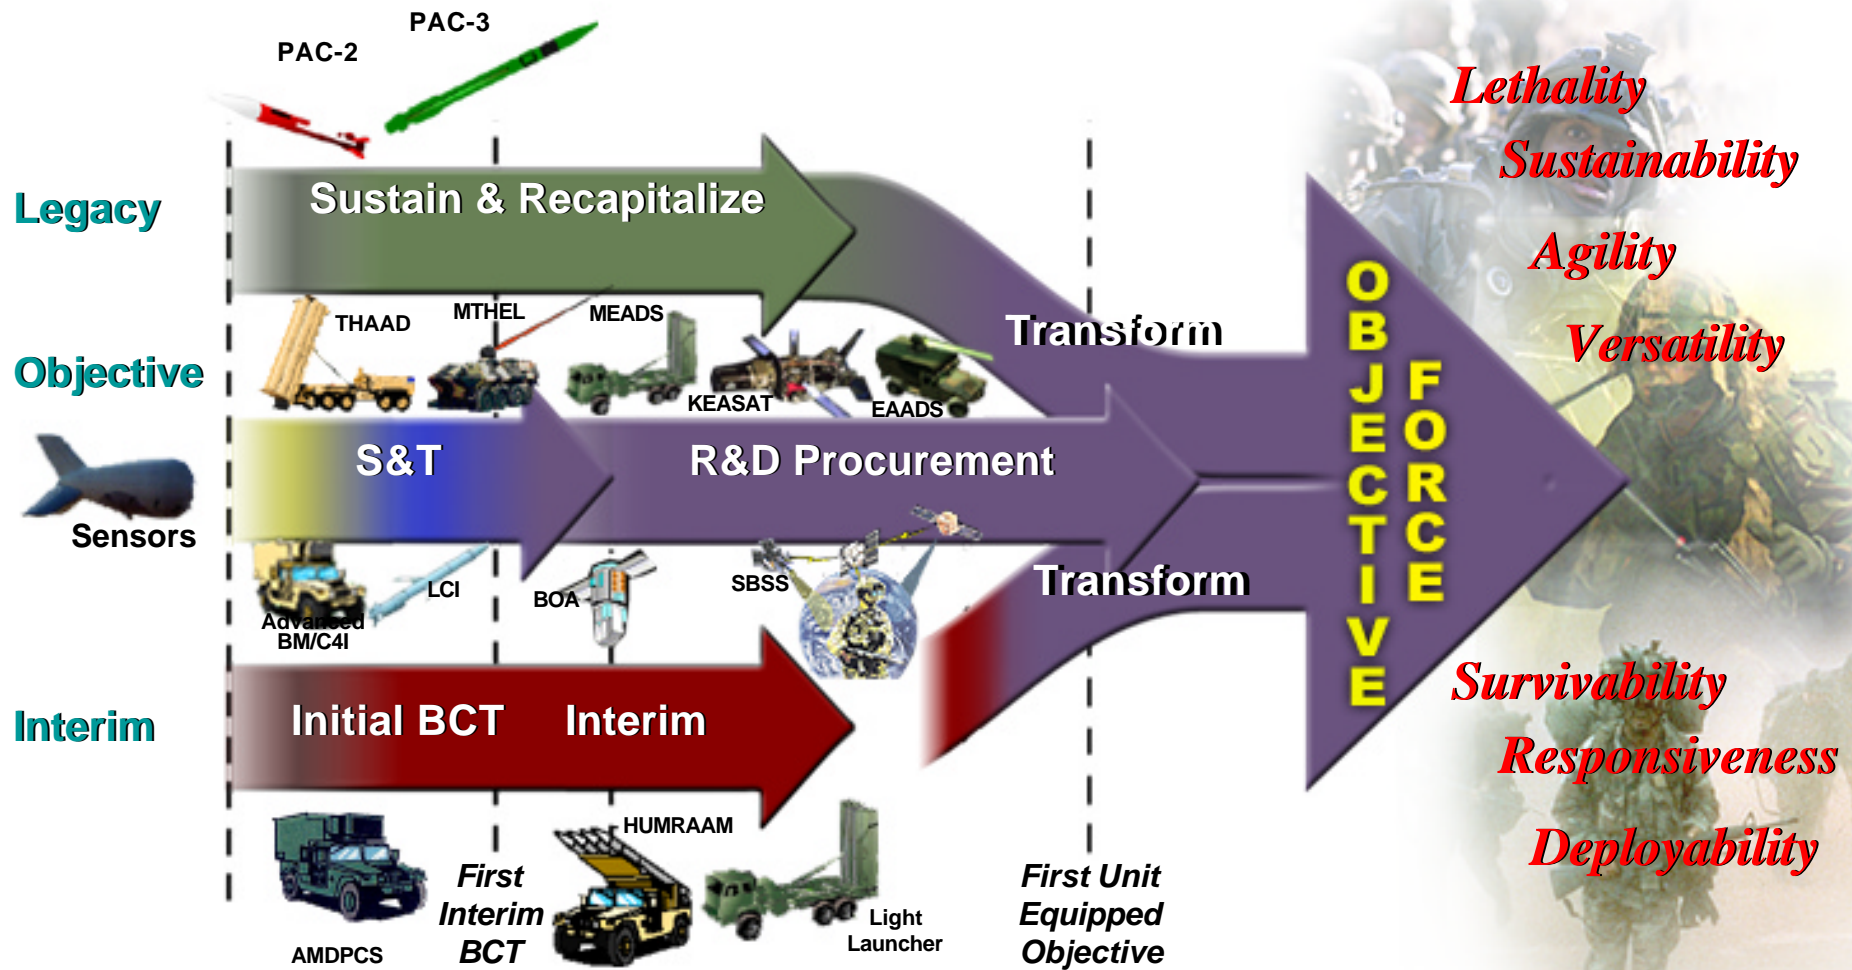 PAC-3
PAC-2
Lethality
Sustainability
Agility
Versatility
Legacy
Sustain & Recapitalize
THAAD
MTHEL
MEADS
Transform
Objective
KEASAT
EAADS
S&T
R&D Procurement
OBJECTIVE
FORCE
Sensors
LCI
BOA
SBSS
Transform
Advanced
BM/C4I
Interim
Initial BCT
Interim
Survivability
Responsiveness
Deployability
HUMRAAM
AMDPCS
First
Interim
BCT
Light
Launcher
First Unit
Equipped
Objective